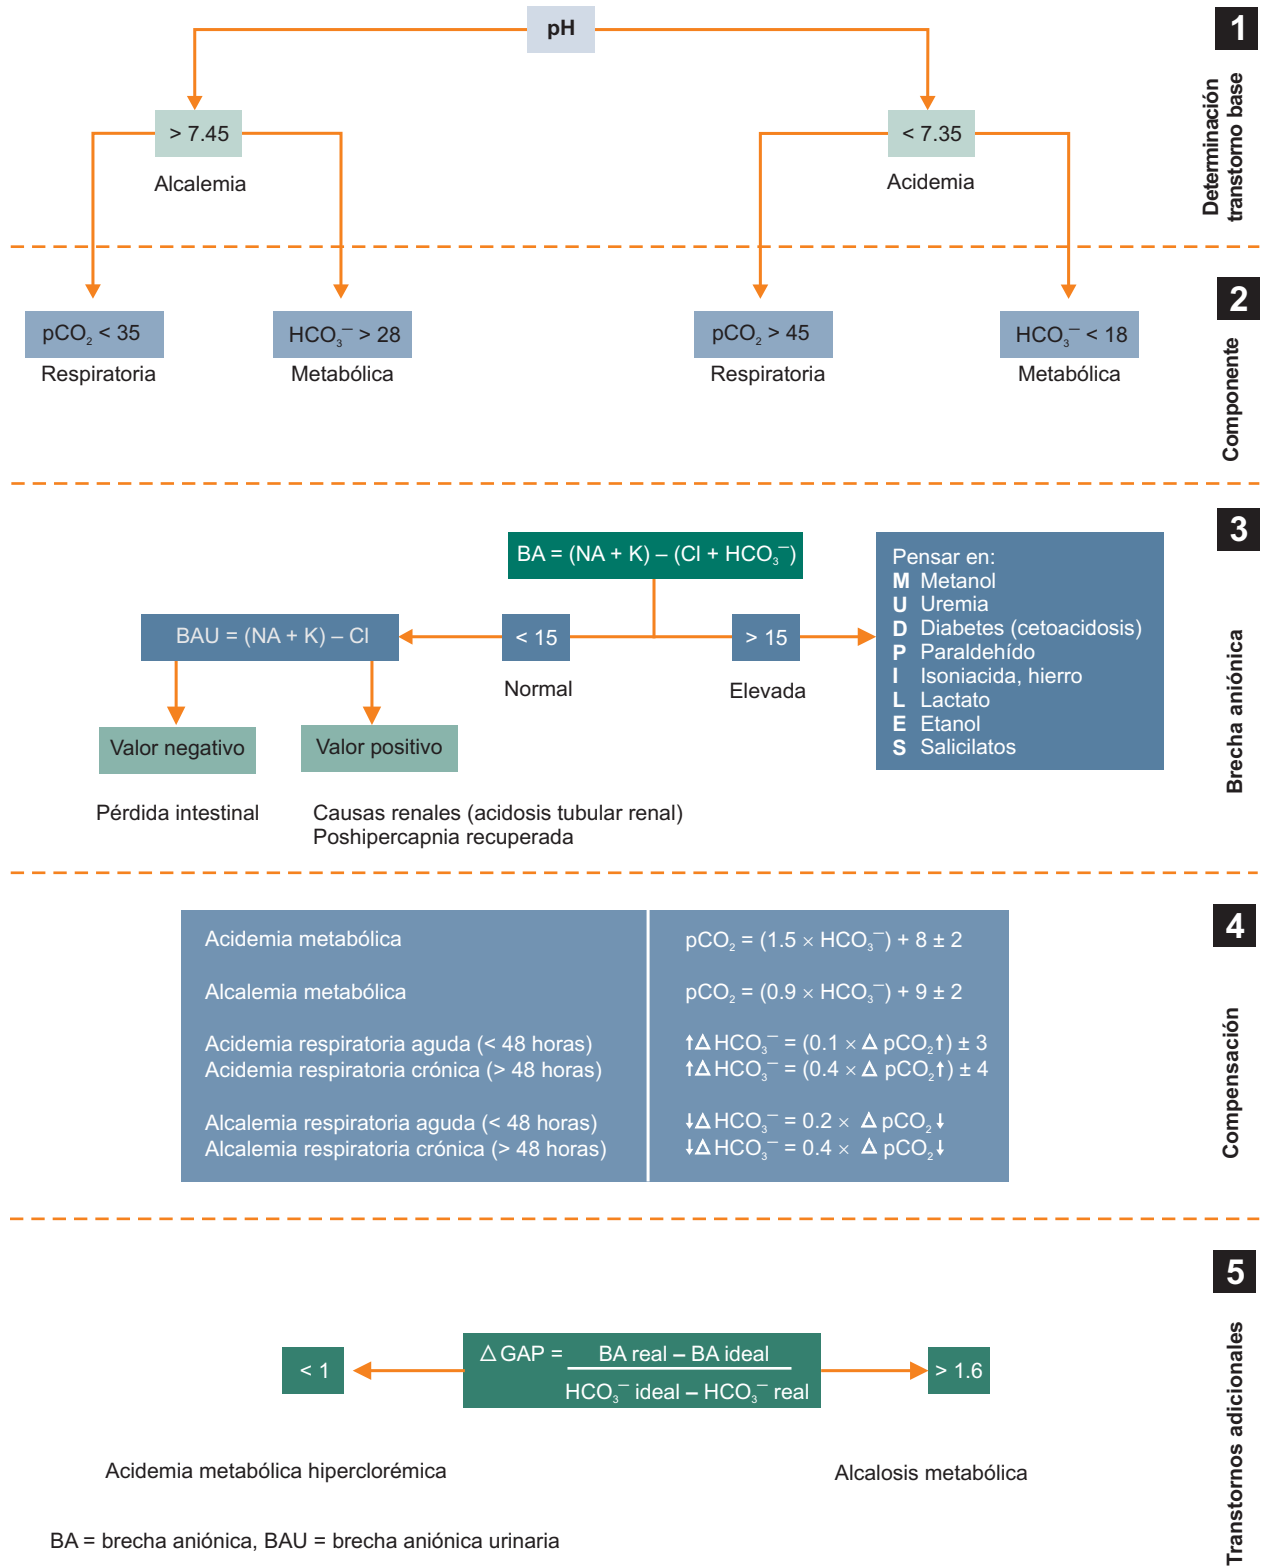 pH
1
Determinación
transtorno base
> 7.45
< 7.35
Alcalemia
Acidemia
2
Componente
pCO₂ < 35
HCO₃⁻ > 28
pCO₂ > 45
HCO₃⁻ < 18
Respiratoria
Metabólica
Respiratoria
Metabólica
3
Brecha aniónica
BA = (NA + K) – (Cl + HCO₃⁻)
BAU = (NA + K) – Cl
< 15
> 15
Normal
Elevada
Pensar en:
M Metanol
U Uremia
D Diabetes (cetoacidosis)
P Paraldehído
I Isoniacida, hierro
L Lactato
E Etanol
S Salicilatos
Valor negativo
Valor positivo
Pérdida intestinal
Causas renales (acidosis tubular renal)
Poshipercapnia recuperada
4
Compensación
Acidemia metabólica pCO₂ = (1.5 × HCO₃⁻) + 8 ± 2
Alcalemia metabólica pCO₂ = (0.9 × HCO₃⁻) + 9 ± 2
Acidemia respiratoria aguda (< 48 horas) ↑Δ HCO₃⁻ = (0.1 × Δ pCO₂↑) ± 3
Acidemia respiratoria crónica (> 48 horas) ↑Δ HCO₃⁻ = (0.4 × Δ pCO₂↑) ± 4
Alcalemia respiratoria aguda (< 48 horas) ↓Δ HCO₃⁻ = 0.2 × Δ pCO₂↓
Alcalemia respiratoria crónica (> 48 horas) ↓Δ HCO₃⁻ = 0.4 × Δ pCO₂↓
5
Transtornos adicionales
< 1
Δ GAP = BA real – BA ideal
HCO₃⁻ ideal – HCO₃⁻ real
> 1.6
Acidemia metabólica hiperclorémica
Alcalosis metabólica
BA = brecha aniónica, BAU = brecha aniónica urinaria